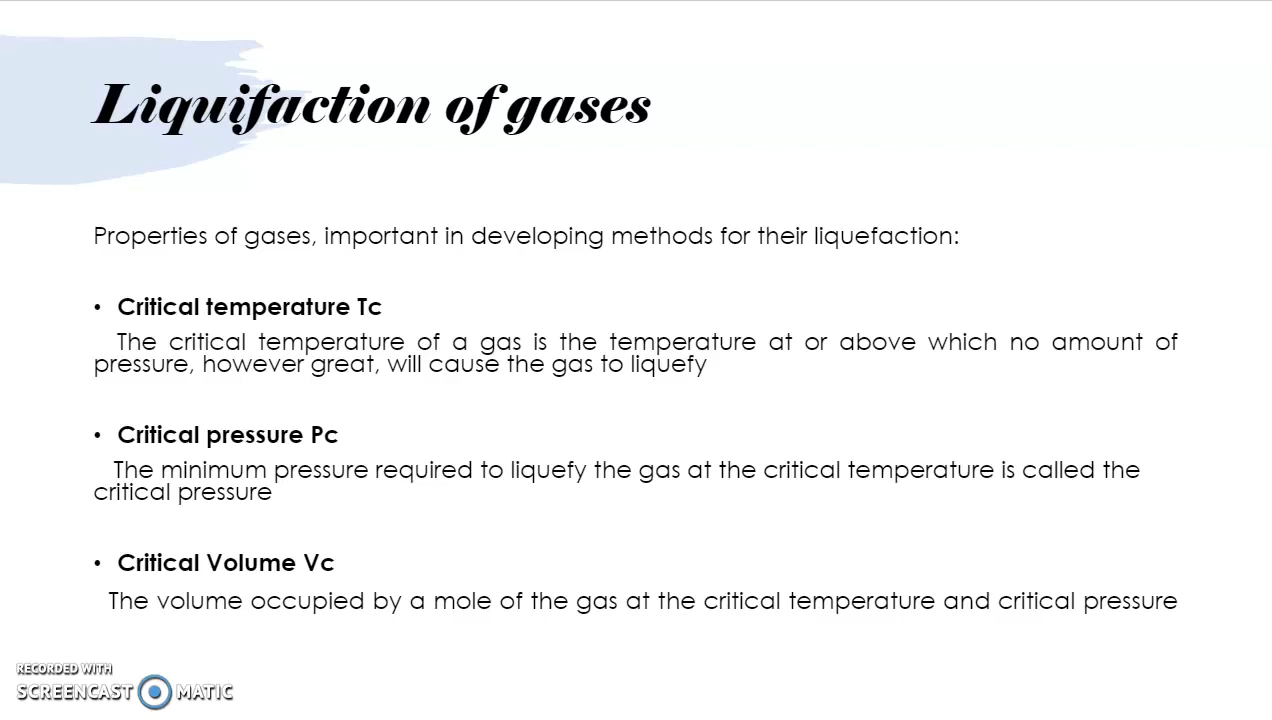 Liquifaction of gases
Properties of gases, important in developing methods for their liquefaction:
• Critical temperature Tc
The critical temperature of a gas is the temperature at or above which no amount of
pressure, however great, will cause the gas to liquefy
• Critical pressure Pc
The minimum pressure required to liquefy the gas at the critical temperature is called the
critical pressure
• Critical Volume Vc
The volume occupied by a mole of the gas at the critical temperature and critical pressure
RECORDED WITH
SCREENCAST MATIC